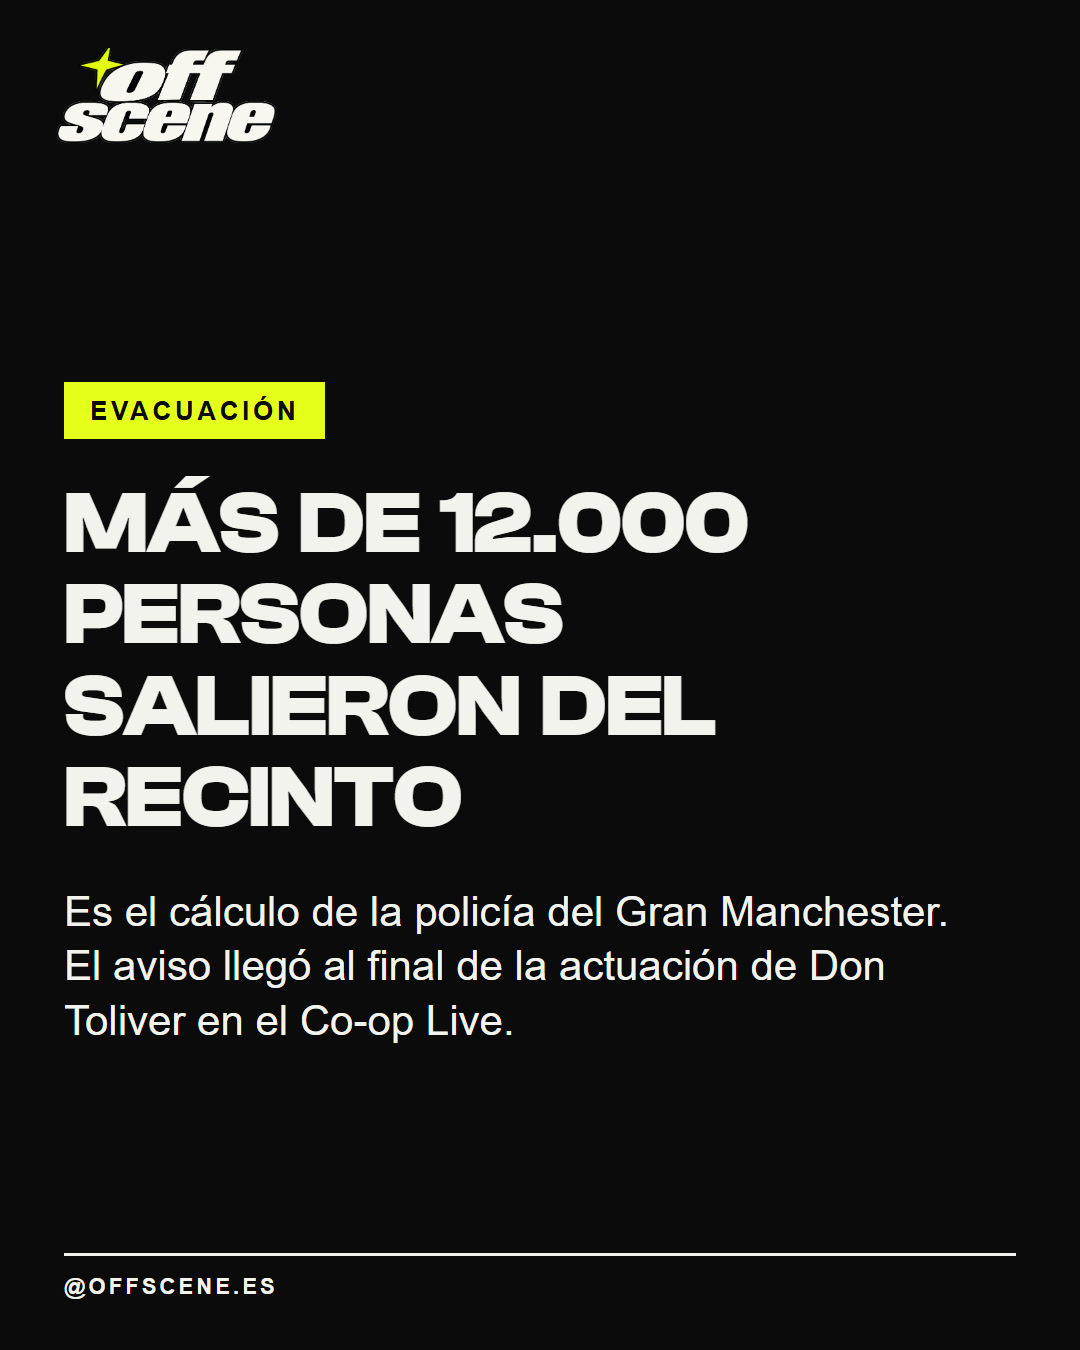 off
scene
EVACUACIÓN
MÁS DE 12.000
PERSONAS
SALIERON DEL
RECINTO
Es el cálculo de la policía del Gran Manchester.
El aviso llegó al final de la actuación de Don
Toliver en el Co-op Live.
@OFFSCENE.ES